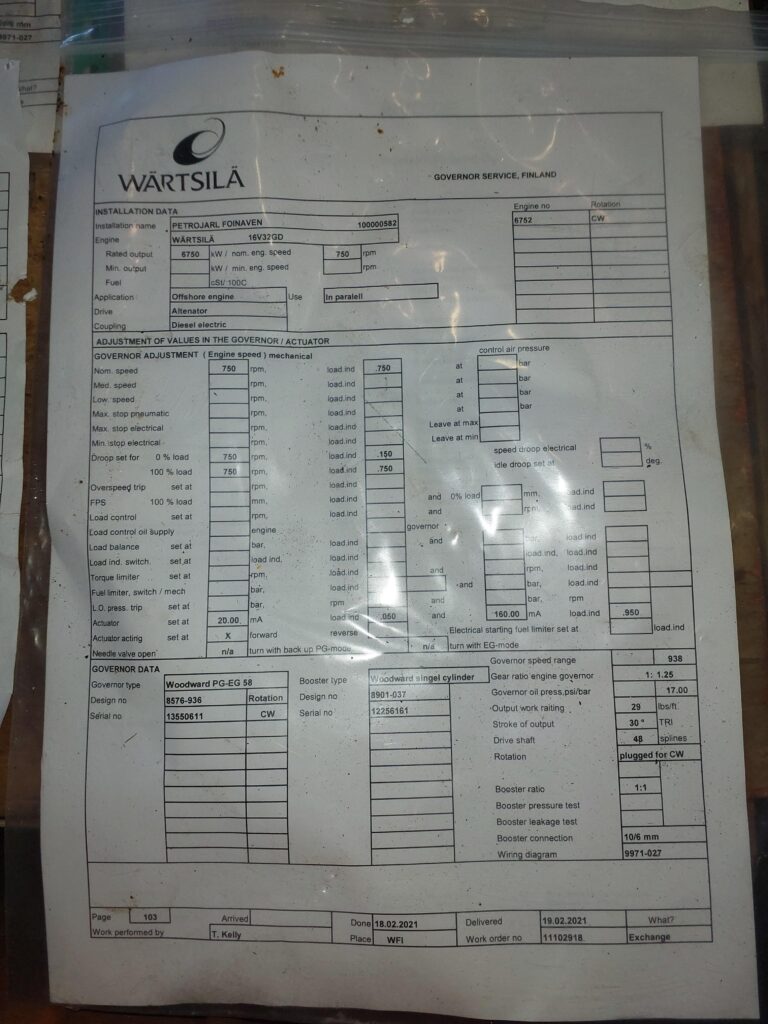 9971-027
WÄRTSILÄ
GOVERNOR SERVICE, FINLAND
INSTALLATION DATA Engine no Rotation
Installation name PETROJARL FOINAVEN 100000582 6752 CW
Engine WÄRTSILÄ 16V32GD
Rated output 6750 kW / nom. eng. speed 750 rpm
Min. output kW / min. eng. speed rpm
Fuel cSt/ 100C
Application Offshore engine Use In paralell
Drive Altenator
Coupling Diesel electric
ADJUSTMENT OF VALUES IN THE GOVERNOR / ACTUATOR
GOVERNOR ADJUSTMENT ( Engine speed ) mechanical control air pressure
Nom. speed 750 rpm, load.ind .750 at bar
Med. speed rpm, load.ind at bar
Low. speed rpm, load.ind at bar
Max. stop pneumatic rpm, load.ind at bar
Max. stop electrical rpm, load.ind Leave at max
Min. stop electrical rpm, load.ind Leave at min
Droop set for 0 % load 750 rpm, load.ind .150 speed droop electrical %
100 % load 750 rpm, load.ind .750 idle droop set at deg.
Overspeed trip set at rpm, load.ind
FPS 100 % load mm, load.ind and 0% load mm, load.ind
Load control set at rpm, load.ind and rpm, load.ind
Load control oil supply engine governor
Load balance set at bar, load.ind and bar, load.ind
Load ind. switch. set at load ind, load.ind load.ind, load.ind
Torque limiter set at rpm, load.ind and rpm, load.ind
Fuel limiter, switch / mech bar, load.ind and bar, load.ind
L.O. press. trip set at bar, load.ind and bar, rpm
Actuator set at 20.00 mA load.ind .050 and 160.00 mA load.ind .950
Actuator acting set at X forward reverse Electrical starting fuel limiter set at load.ind
Needle valve open n/a turn with back up PG-mode n/a turn with EG-mode
GOVERNOR DATA Governor speed range 938
Governor type Woodward PG-EG 58 Booster type Woodward singel cylinder Gear ratio engine governor 1: 1.25
Design no 8576-936 Rotation Design no 8901-037 Governor oil press,psi/bar 17.00
Serial no 13550611 CW Serial no 12256161 Output work raiting 29 lbs/ft
Stroke of output 30 ° TRI
Drive shaft 48 splines
Rotation plugged for CW
Booster ratio 1:1
Booster pressure test
Booster leakage test
Booster connection 10/6 mm
Wiring diagram 9971-027
Page 103 Arrived Done 18.02.2021 Delivered 19.02.2021 What?
Work performed by T. Kelly Place WFI Work order no 11102918 Exchange